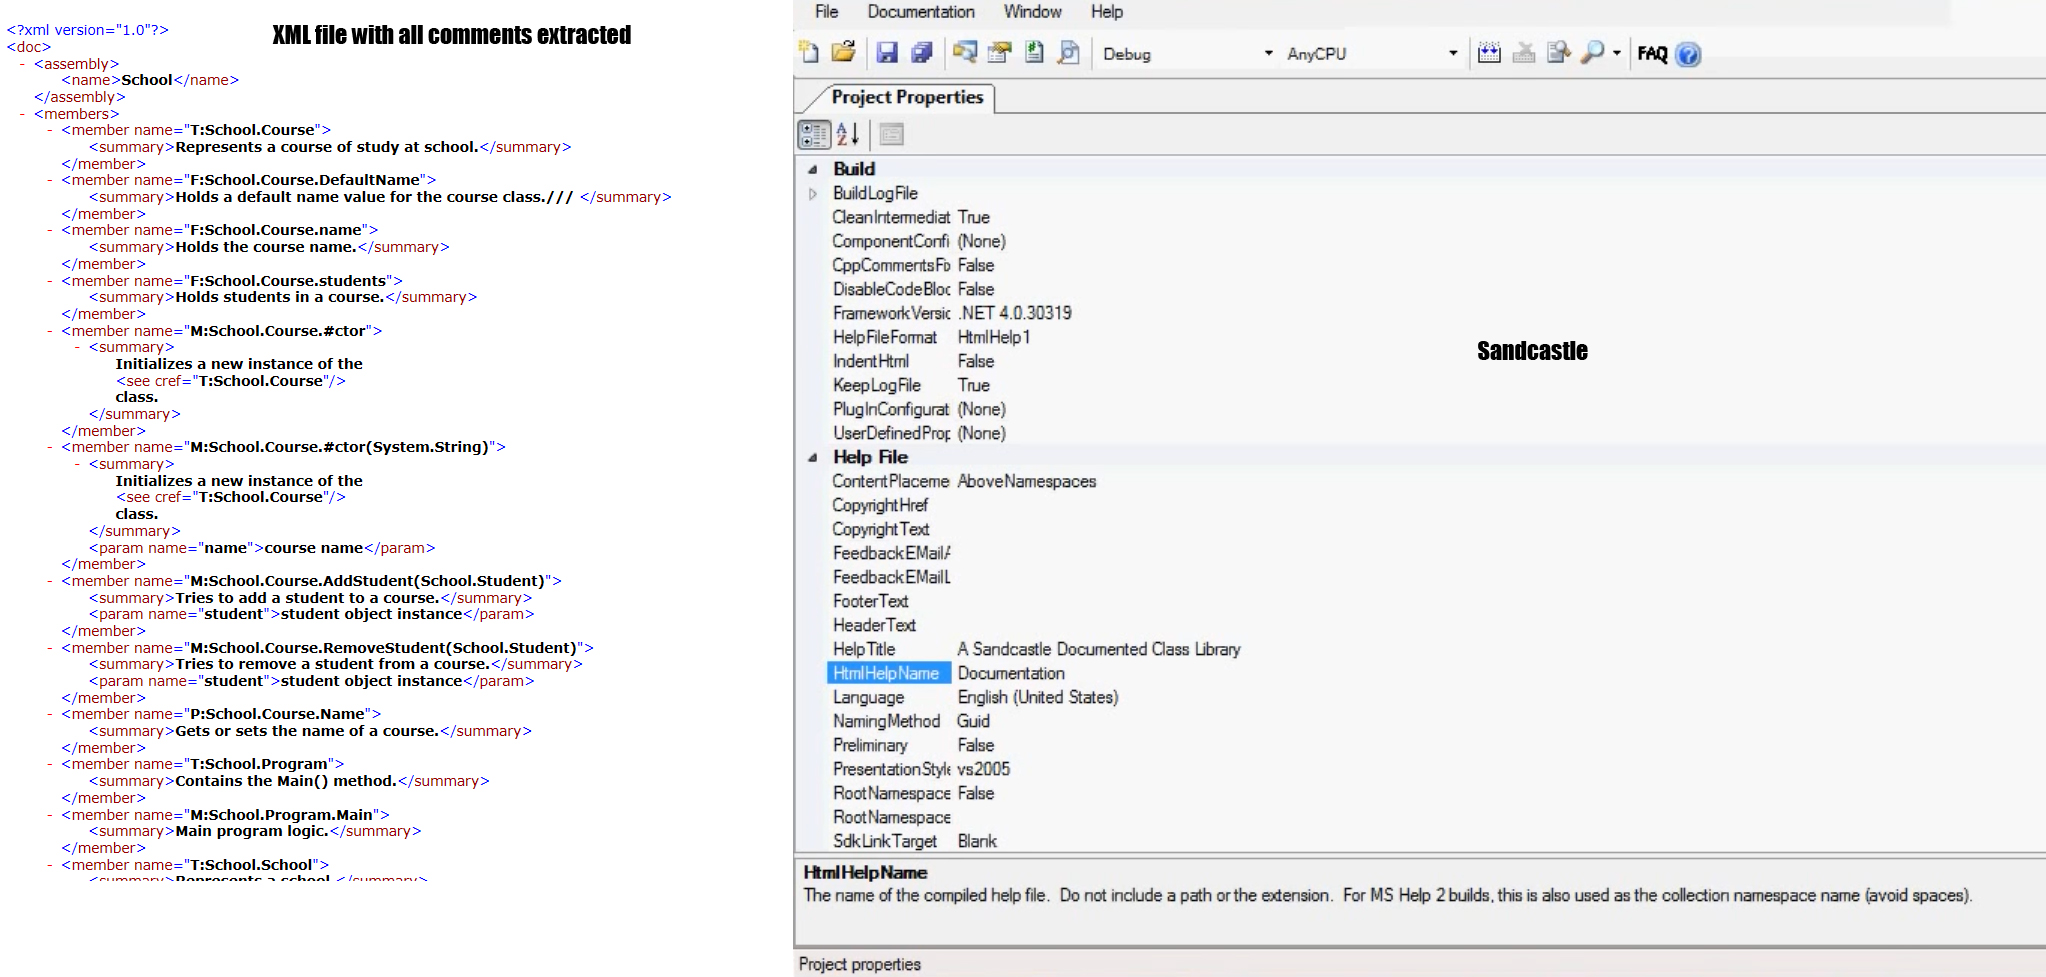 XML file with all comments extracted
<?xml version="1.0"?>
<doc>
- <assembly>
<name>School</name>
</assembly>
- <members>
- <member name="T:School.Course">
<summary>Represents a course of study at school.</summary>
</member>
- <member name="F:School.Course.DefaultName">
<summary>Holds a default name value for the course class./// </summary>
</member>
- <member name="F:School.Course.name">
<summary>Holds the course name.</summary>
</member>
- <member name="F:School.Course.students">
<summary>Holds students in a course.</summary>
</member>
- <member name="M:School.Course.#ctor">
- <summary>
Initializes a new instance of the
<see cref="T:School.Course"/>
class.
</summary>
</member>
- <member name="M:School.Course.#ctor(System.String)">
- <summary>
Initializes a new instance of the
<see cref="T:School.Course"/>
class.
</summary>
<param name="name">course name</param>
</member>
- <member name="M:School.Course.AddStudent(School.Student)">
<summary>Tries to add a student to a course.</summary>
<param name="student">student object instance</param>
</member>
- <member name="M:School.Course.RemoveStudent(School.Student)">
<summary>Tries to remove a student from a course.</summary>
<param name="student">student object instance</param>
</member>
- <member name="P:School.Course.Name">
<summary>Gets or sets the name of a course.</summary>
</member>
- <member name="T:School.Program">
<summary>Contains the Main() method.</summary>
</member>
- <member name="M:School.Program.Main">
<summary>Main program logic.</summary>
</member>
- <member name="T:School.School">
<summary>Represents a school.</summary>
File Documentation Window Help
Debug AnyCPU FAQ
Project Properties
Build
BuildLogFile
CleanIntermediat True
ComponentConfi (None)
CppCommentsFi False
DisableCodeBloc False
FrameworkVersic .NET 4.0.30319
HelpFileFormat HtmlHelp1
IndentHtml False
KeepLogFile True
PlugInConfigurat (None)
UserDefinedProp (None)
Sandcastle
Help File
ContentPlaceme AboveNamespaces
CopyrightHref
CopyrightText
FeedbackEMailA
FeedbackEMailL
FooterText
HeaderText
HelpTitle A Sandcastle Documented Class Library
HtmlHelpName Documentation
Language English (United States)
NamingMethod Guid
Preliminary False
PresentationStyle vs2005
RootNamespace False
RootNamespace
SdkLinkTarget Blank
HtmlHelpName
The name of the compiled help file. Do not include a path or the extension. For MS Help 2 builds, this is also used as the collection namespace name (avoid spaces).
Project properties